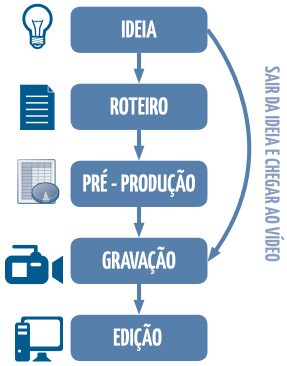 IDEIA
ROTEIRO
PRÉ - PRODUÇÃO
GRAVAÇÃO
EDIÇÃO
SAIR DA IDEIA E CHEGAR AO VÍDEO